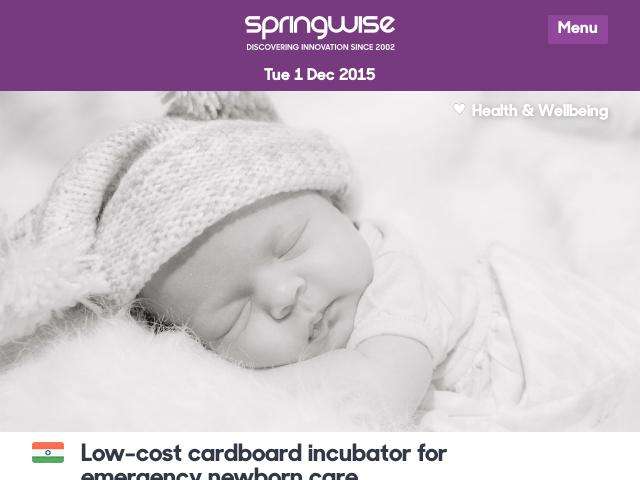 springwise
DISCOVERING INNOVATION SINCE 2002
Menu
Tue 1 Dec 2015
Health & Wellbeing
Low-cost cardboard incubator for
emergency newborn care